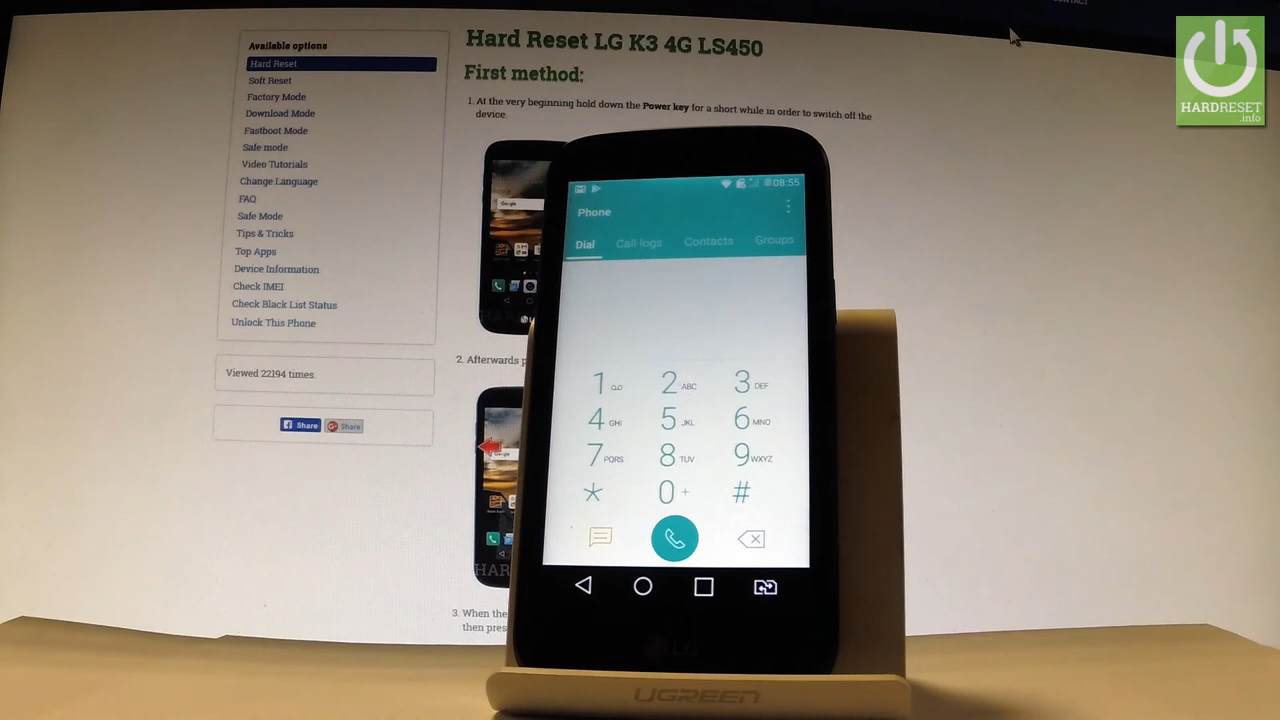 CONTACT
HARDRESET
.info
Available options
Hard Reset
Soft Reset
Factory Mode
Download Mode
Fastboot Mode
Safe mode
Video Tutorials
Change Language
FAQ
Safe Mode
Tips & Tricks
Top Apps
Device Information
Check IMEI
Check Black List Status
Unlock This Phone
Viewed 22194 times.
Share
Share
Hard Reset LG K3 4G LS450
First method:
1. At the very beginning hold down the Power key for a short while in order to switch off the
device.
Google
2. Afterwards p
Google
HARD
3. When the
then pres
08:55
Phone
Dial Call logs Contacts Groups
1 2 ABC 3 DEF
4 GHI 5 JKL 6 MNO
7 PQRS 8 TUV 9 WXYZ
* 0 + #
LG
UGREEN